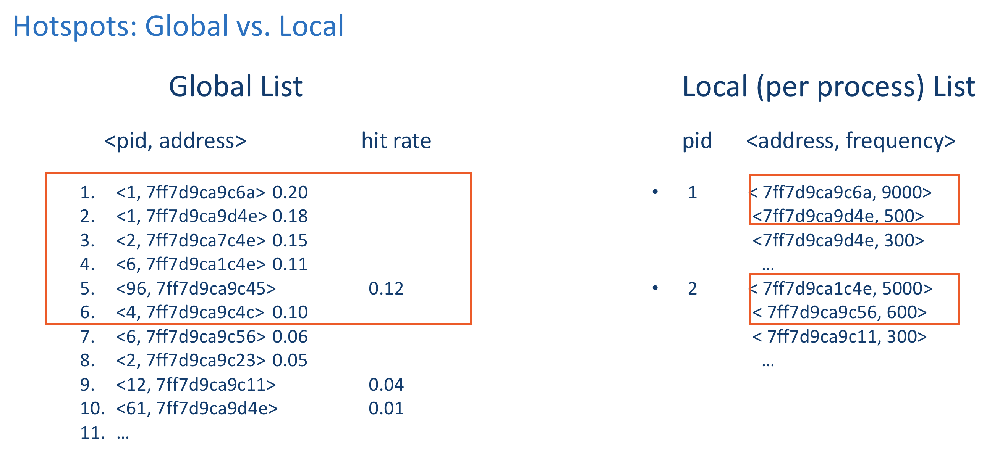 Hotspots: Global vs. Local
Global List
<pid, address> hit rate
1. <1, 7ff7d9ca9c6a> 0.20
2. <1, 7ff7d9ca9d4e> 0.18
3. <2, 7ff7d9ca7c4e> 0.15
4. <6, 7ff7d9ca1c4e> 0.11
5. <96, 7ff7d9ca9c45> 0.12
6. <4, 7ff7d9ca9c4c> 0.10
7. <6, 7ff7d9ca9c56> 0.06
8. <2, 7ff7d9ca9c23> 0.05
9. <12, 7ff7d9ca9c11> 0.04
10. <61, 7ff7d9ca9d4e> 0.01
11. ...
Local (per process) List
pid <address, frequency>
• 1 < 7ff7d9ca9c6a, 9000>
<7ff7d9ca9d4e, 500>
<7ff7d9ca9d4e, 300>
...
• 2 < 7ff7d9ca1c4e, 5000>
< 7ff7d9ca9c56, 600>
< 7ff7d9ca9c11, 300>
...